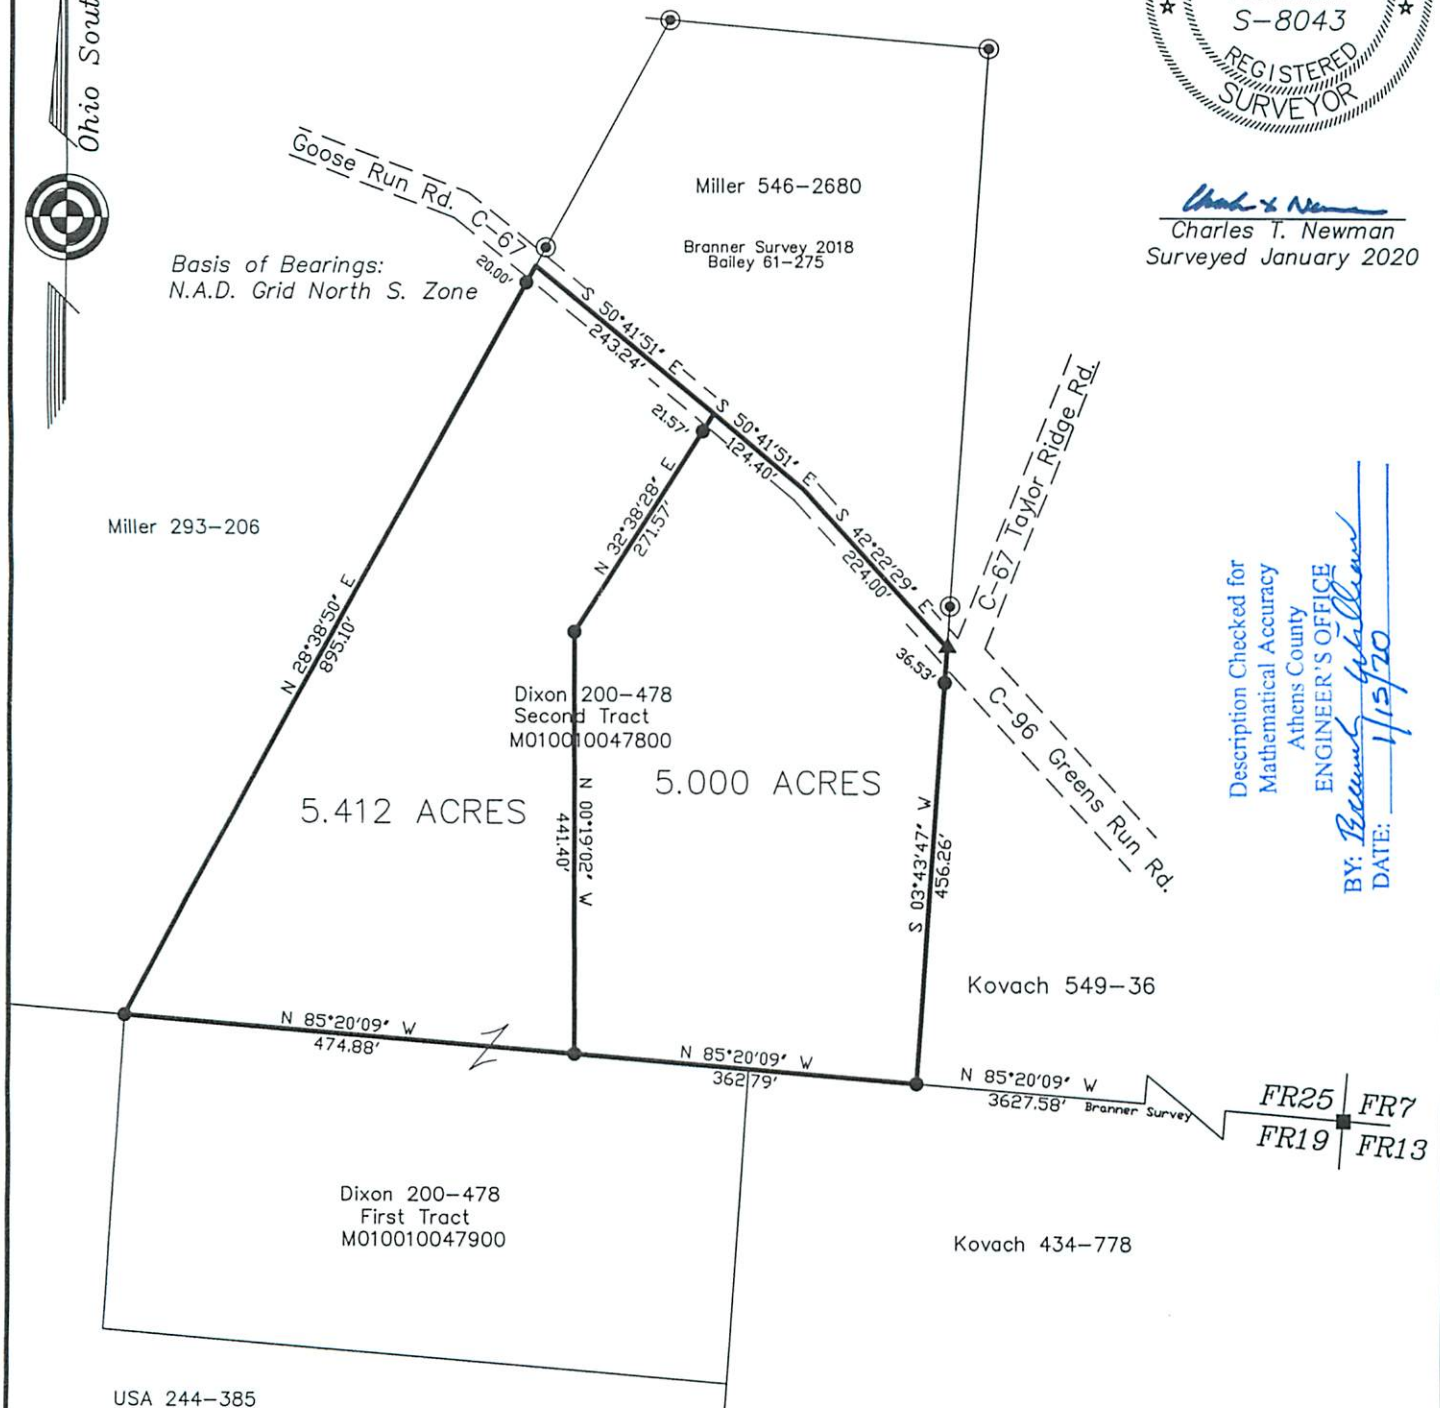 Ohio Sout
S-8043
REGISTERED
SURVEYOR
Charles T. Newman
Surveyed January 2020
Goose Run Rd. C-67
Basis of Bearings:
N.A.D. Grid North S. Zone
Miller 546-2680
Branner Survey 2018
Bailey 61-275
20.00'
S 50°41'51" E
243.24'
21.57'
S 50°41'51" E
124.40'
S 42°22'29" E
224.00'
36.53'
C-67 Taylor Ridge Rd.
C-96 Greens Run Rd.
Miller 293-206
N 28°38'50" E
895.10'
N 32°38'28" E
271.57'
Dixon 200-478
Second Tract
M010010047800
5.412 ACRES
5.000 ACRES
N 00°19'02" W
441.40'
S 03°43'47" W
456.26'
Description Checked for
Mathematical Accuracy
Athens County
ENGINEER'S OFFICE
BY:
DATE: 1/15/20
Kovach 549-36
N 85°20'09" W
474.88'
N 85°20'09" W
362.79'
N 85°20'09" W
3627.58' Branner Survey
FR25 FR7
FR19 FR13
Dixon 200-478
First Tract
M010010047900
Kovach 434-778
USA 244-385